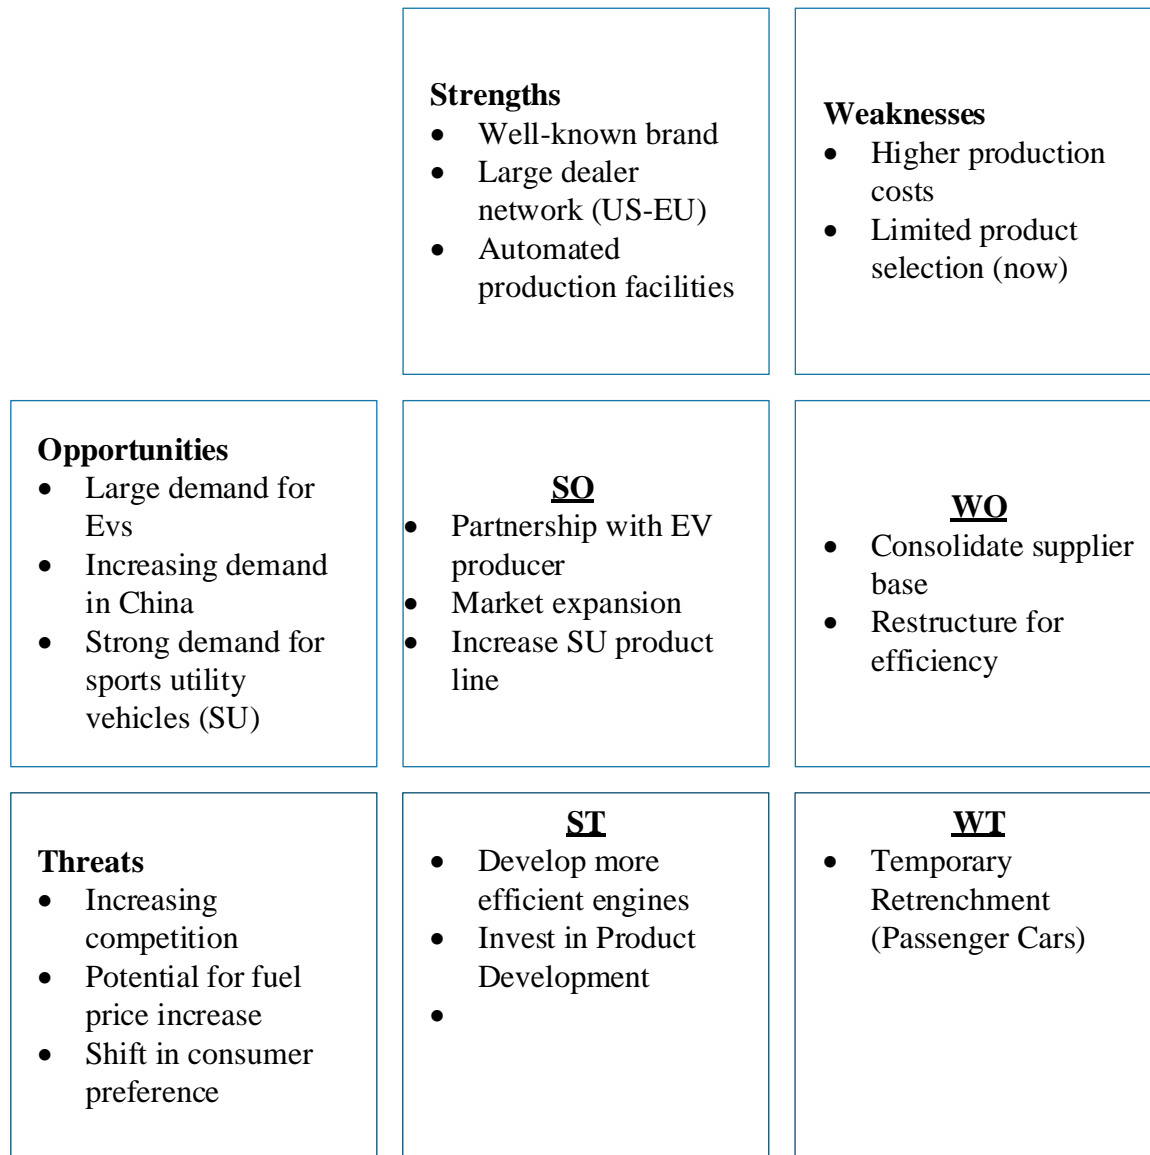 Strengths
• Well-known brand
• Large dealer
network (US-EU)
• Automated
production facilities
Weaknesses
• Higher production
costs
• Limited product
selection (now)
Opportunities
• Large demand for
Evs
• Increasing demand
in China
• Strong demand for
sports utility
vehicles (SU)
SO
• Partnership with EV
producer
• Market expansion
• Increase SU product
line
WO
• Consolidate supplier
base
• Restructure for
efficiency
Threats
• Increasing
competition
• Potential for fuel
price increase
• Shift in consumer
preference
ST
• Develop more
efficient engines
• Invest in Product
Development
•
WT
• Temporary
Retrenchment
(Passenger Cars)